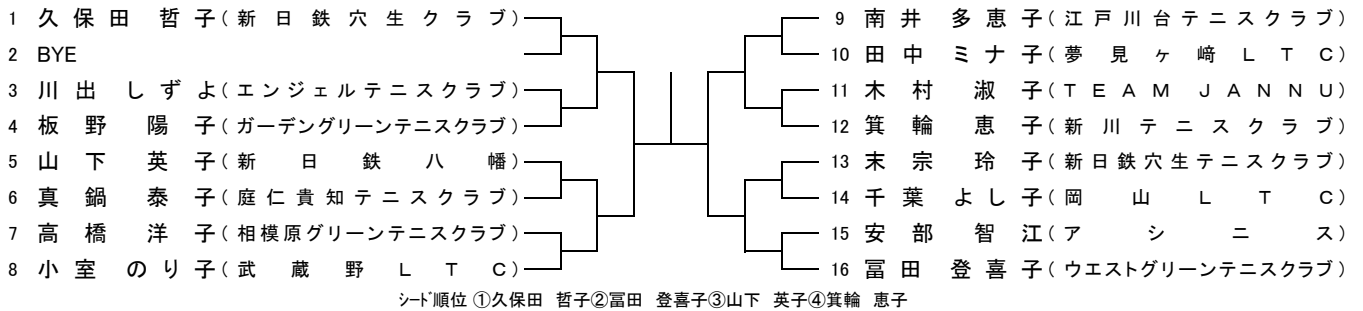 1 久保田 哲子(新日鉄穴生クラブ)
2 BYE
3 川出 しずよ(エンジェルテニスクラブ)
4 板野 陽子(ガーデングリーンテニスクラブ)
5 山下 英子(新日鉄八幡)
6 真鍋 泰子(庭仁貴知テニスクラブ)
7 高橋 洋子(相模原グリーンテニスクラブ)
8 小室 のり子(武蔵野LTC)
9 南井 多恵子(江戸川台テニスクラブ)
10 田中 ミナ子(夢見ヶ﨑LTC)
11 木村 淑子(TEAM JANNU)
12 箕輪 恵子(新川テニスクラブ)
13 末宗 玲子(新日鉄穴生テニスクラブ)
14 千葉 よし子(岡山LTC)
15 安部 智江(アシニス)
16 冨田 登喜子(ウエストグリーンテニスクラブ)
シード順位 ①久保田 哲子②冨田 登喜子③山下 英子④箕輪 恵子